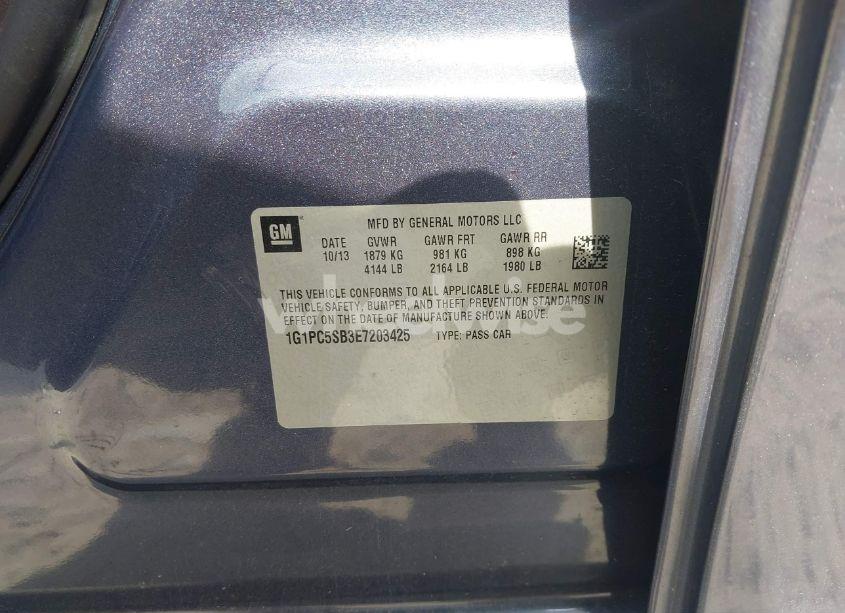 GM
MFD BY GENERAL MOTORS LLC
DATE GVWR GAWR FRT GAWR RR
10/13 1879 KG 981 KG 898 KG
4144 LB 2164 LB 1980 LB
THIS VEHICLE CONFORMS TO ALL APPLICABLE U.S. FEDERAL MOTOR
VEHICLE SAFETY, BUMPER, AND THEFT PREVENTION STANDARDS IN
EFFECT ON THE DATE OF MANUFACTURE SHOWN ABOVE.
1G1PC5SB3E7203425 TYPE: PASS CAR